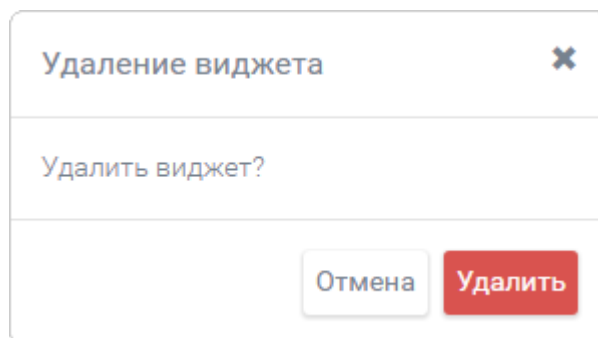 Удаление виджета
Удалить виджет?
Отмена Удалить